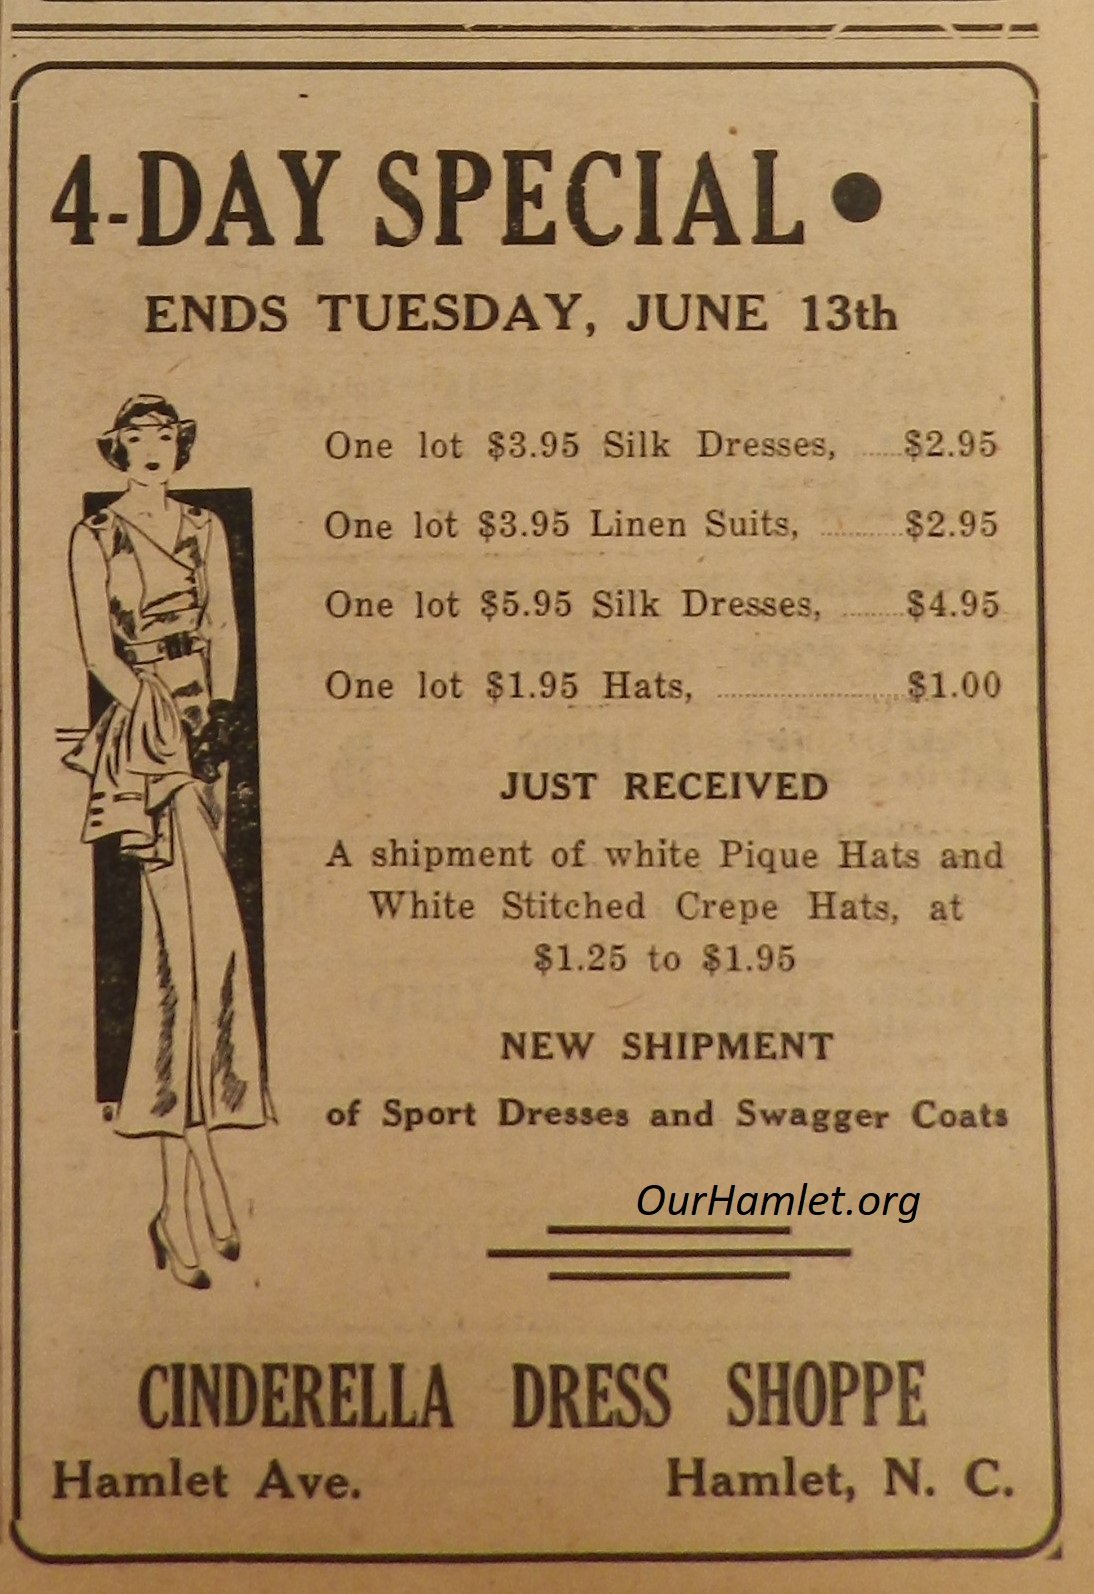 4-DAY SPECIAL •
ENDS TUESDAY, JUNE 13th
One lot $3.95 Silk Dresses, ......$2.95
One lot $3.95 Linen Suits, ............$2.95
One lot $5.95 Silk Dresses, .........$4.95
One lot $1.95 Hats, ............................$1.00
JUST RECEIVED
A shipment of white Pique Hats and
White Stitched Crepe Hats, at
$1.25 to $1.95
NEW SHIPMENT
of Sport Dresses and Swagger Coats
OurHamlet.org
CINDERELLA DRESS SHOPPE
Hamlet Ave. Hamlet, N. C.